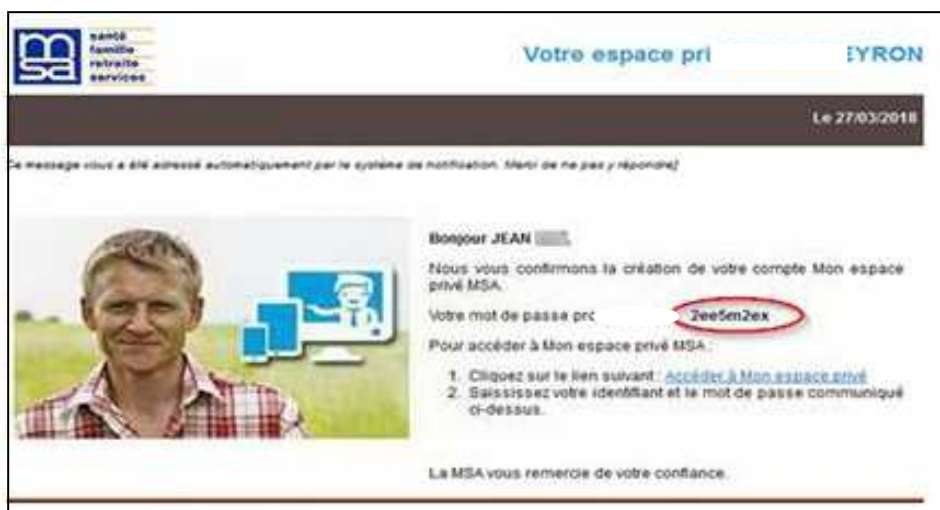 msa
santé
famille
retraite
services
Votre espace pri EYRON
Le 27/03/2018
Ce message vous a été adressé automatiquement par le système de notification. Merci de ne pas y répondre]
Bonjour JEAN
Nous vous confirmons la création de votre compte Mon espace
privé MSA.
Votre mot de passe pro 2ee5m2ex
Pour accéder à Mon espace privé MSA :
1. Cliquez sur le lien suivant : Accéder à Mon espace privé
2. Saississez votre identifiant et le mot de passe communiqué
ci-dessus.
La MSA vous remercie de votre confiance.